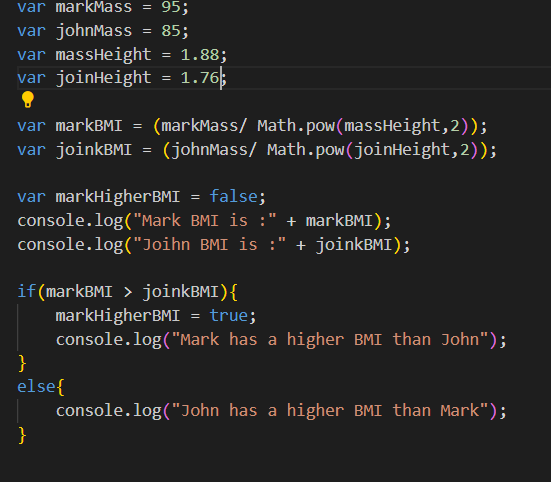 var markMass = 95;
var johnMass = 85;
var massHeight = 1.88;
var joinHeight = 1.76;
var markBMI = (markMass/ Math.pow(massHeight,2));
var joinkBMI = (johnMass/ Math.pow(joinHeight,2));
var markHigherBMI = false;
console.log("Mark BMI is :" + markBMI);
console.log("Joihn BMI is :" + joinkBMI);
if(markBMI > joinkBMI){
    markHigherBMI = true;
    console.log("Mark has a higher BMI than John");
}
else{
    console.log("John has a higher BMI than Mark");
}